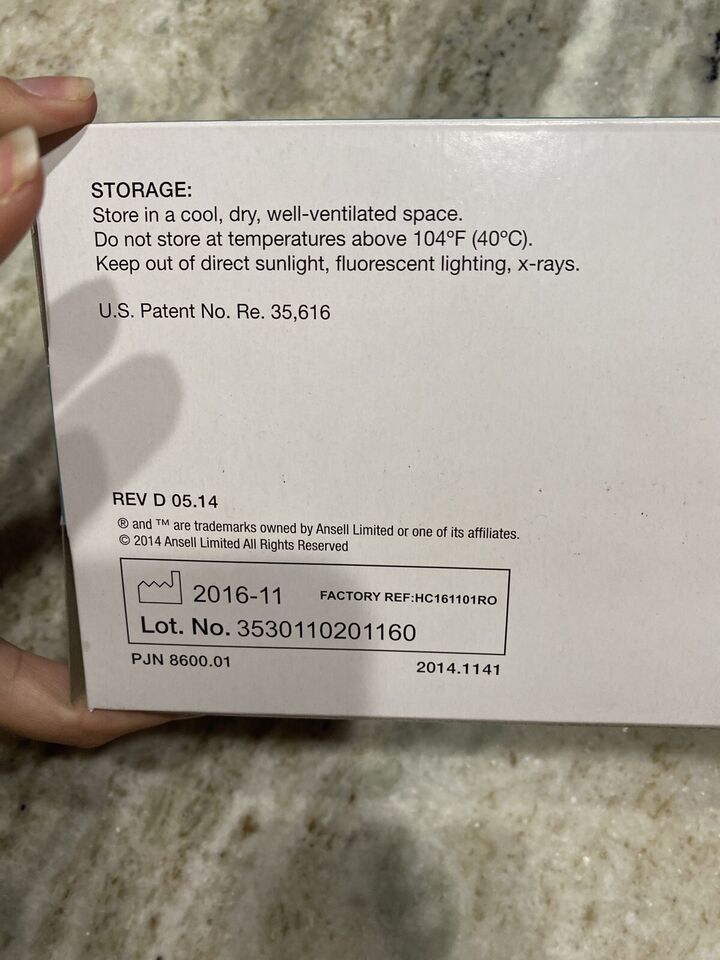 STORAGE:
Store in a cool, dry, well-ventilated space.
Do not store at temperatures above 104ºF (40ºC).
Keep out of direct sunlight, fluorescent lighting, x-rays.
U.S. Patent No. Re. 35,616
REV D 05.14
® and ™ are trademarks owned by Ansell Limited or one of its affiliates.
© 2014 Ansell Limited All Rights Reserved
2016-11 FACTORY REF:HC161101RO
Lot. No. 3530110201160
PJN 8600.01 2014.1141